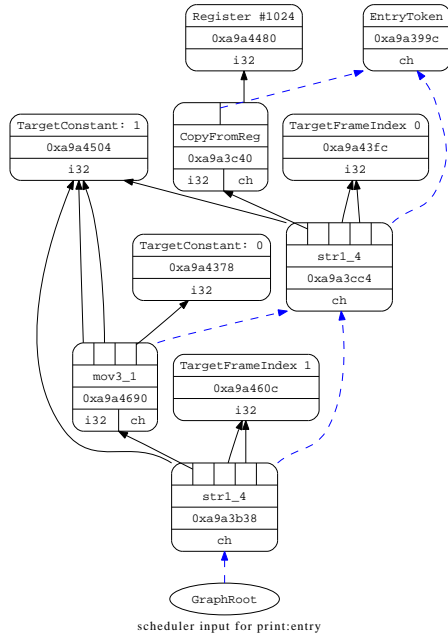 Register #1024
0xa9a4480
i32
EntryToken
0xa9a399c
ch
TargetConstant: 1
0xa9a4504
i32
CopyFromReg
0xa9a3c40
i32 ch
TargetFrameIndex 0
0xa9a43fc
i32
TargetConstant: 0
0xa9a4378
i32
str1_4
0xa9a3cc4
ch
mov3_1
0xa9a4690
i32 ch
TargetFrameIndex 1
0xa9a460c
i32
str1_4
0xa9a3b38
ch
GraphRoot
scheduler input for print:entry